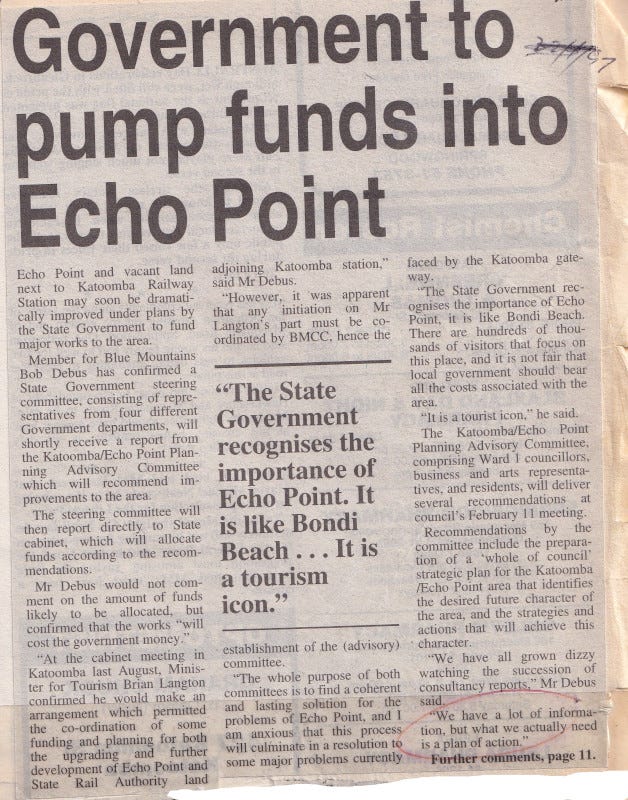 Government to
pump funds into
Echo Point
Echo Point and vacant land
next to Katoomba Railway
Station may soon be dramati-
cally improved under plans by
the State Government to fund
major works to the area.
Member for Blue Mountains
Bob Debus has confirmed a
State Government steering
committee, consisting of repre-
sentatives from four different
Government departments, will
shortly receive a report from
the Katoomba/Echo Point Plan-
ning Advisory Committee
which will recommend im-
provements to the area.
The steering committee will
then report directly to State
cabinet, which will allocate
funds according to the recom-
mendations.
Mr Debus would not com-
ment on the amount of funds
likely to be allocated, but
confirmed that the works “will
cost the government money.”
“At the cabinet meeting in
Katoomba last August, Minis-
ter for Tourism Brian Langton
confirmed he would make an
arrangement which permitted
the co-ordination of some
funding and planning for both
the upgrading and further
development of Echo Point and
State Rail Authority land
adjoining Katoomba station,”
said Mr Debus.
“However, it was apparent
that any initiation on Mr
Langton's part must be co-
ordinated by BMCC, hence the
“The State
Government
recognises the
importance of
Echo Point. It
is like Bondi
Beach . . . It is
a tourism
icon.”
establishment of the (advisory)
committee.
“The whole purpose of both
committees is to find a coherent
and lasting solution for the
problems of Echo Point, and I
am anxious that this process
will culminate in a resolution to
some major problems currently
faced by the Katoomba gate-
way.
“The State Government rec-
ognises the importance of Echo
Point, it is like Bondi Beach.
There are hundreds of thou-
sands of visitors that focus on
this place, and it is not fair that
local government should bear
all the costs associated with the
area.
“It is a tourist icon,” he said.
The Katoomba/Echo Point
Planning Advisory Committee,
comprising Ward 1 councillors,
business and arts representa-
tives, and residents, will deliver
several recommendations at
council's February 11 meeting.
Recommendations by the
committee include the prepara-
tion of a ‘whole of council’
strategic plan for the Katoomba
/Echo Point area that identifies
the desired future character of
the area, and the strategies and
actions that will achieve this
character.
“We have all grown dizzy
watching the succession of
consultancy reports,” Mr Debus
said.
“We have a lot of informa-
tion, but what we actually need
is a plan of action.”
Further comments, page 11.